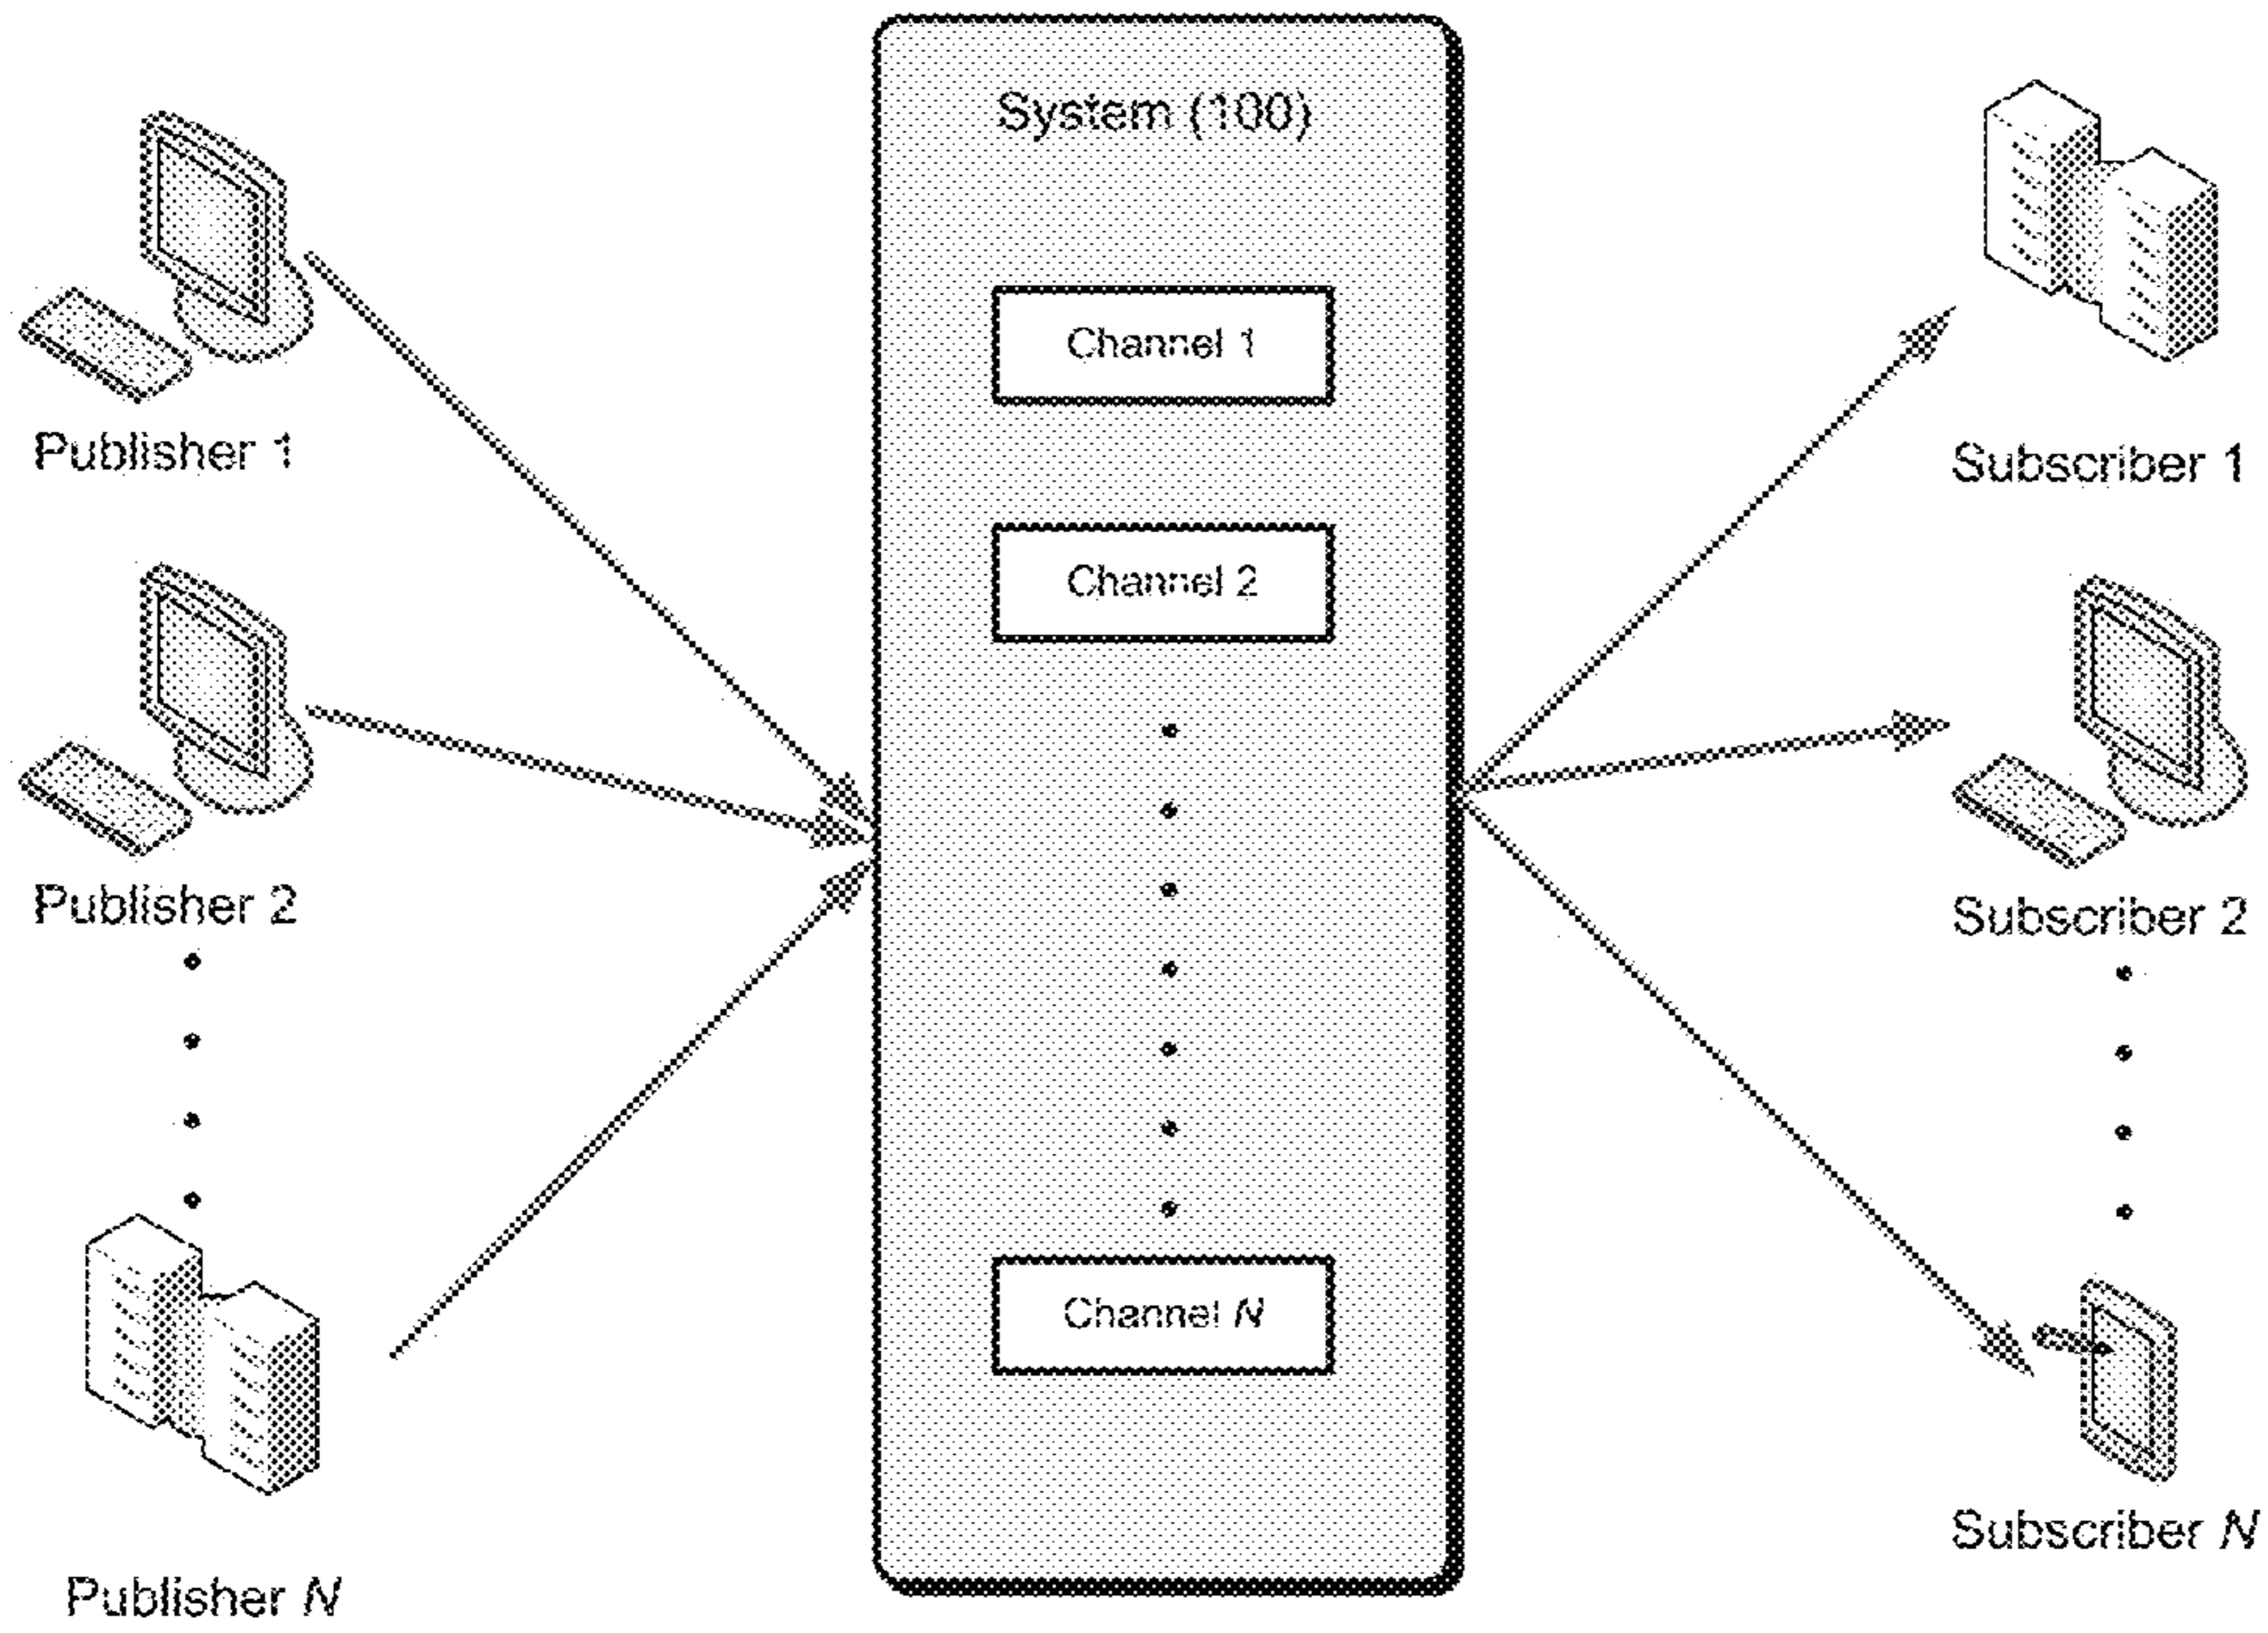 System (100)
Publisher 1
Publisher 2
Publisher N
Channel 1
Channel 2
Channel N
Subscriber 1
Subscriber 2
Subscriber N